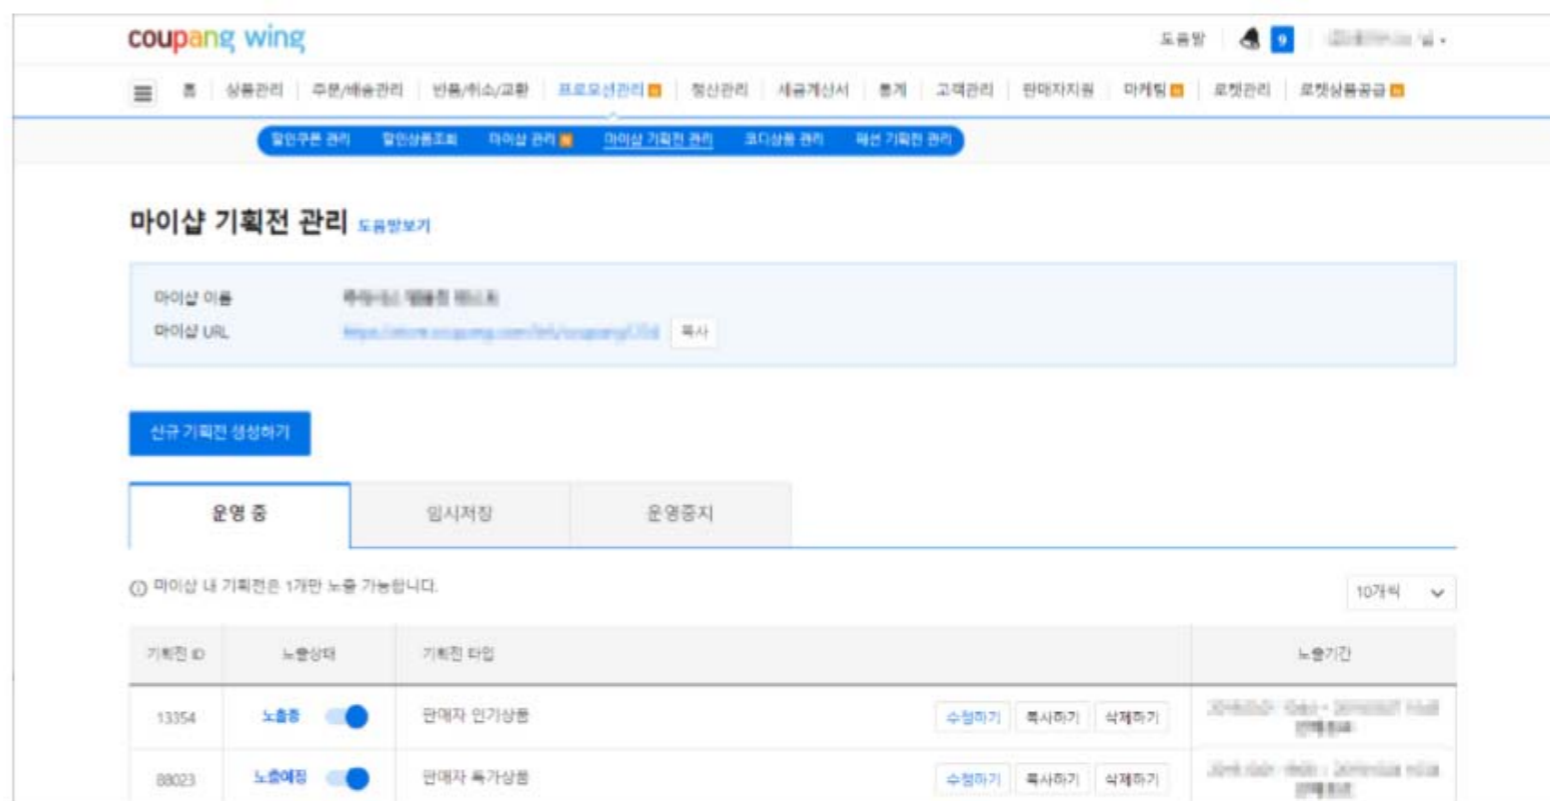 coupang wing
도움말 9
홈 상품관리 주문/배송관리 반품/취소/교환 프로모션관리 정산관리 세금계산서 통계 고객관리 판매자지원 마케팅 로켓관리 로켓상품공급
할인쿠폰 관리 할인상품조회 마이샵 관리 마이샵 기획전 관리 코디상품 관리 패션 기획전 관리
마이샵 기획전 관리 도움말보기
마이샵 이름
마이샵 URL 복사
신규 기획전 생성하기
운영 중 임시저장 운영중지
마이샵 내 기획전은 1개만 노출 가능합니다.
10개씩
기획전 ID 노출상태 기획전 타입 노출기간
13354 노출중 판매자 인기상품 수정하기 복사하기 삭제하기
88023 노출예정 판매자 특가상품 수정하기 복사하기 삭제하기